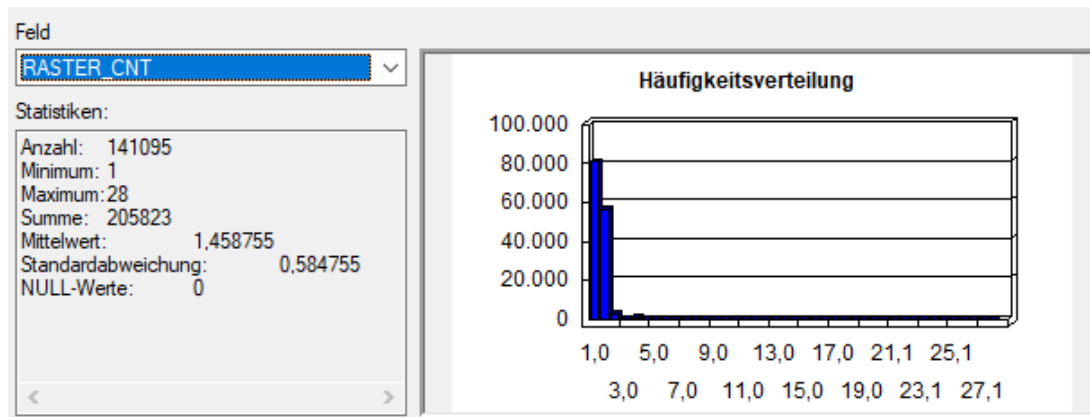 Feld
RASTER_CNT
Statistiken:
Anzahl: 141095
Minimum: 1
Maximum: 28
Summe: 205823
Mittelwert: 1,458755
Standardabweichung: 0,584755
NULL-Werte: 0
Häufigkeitsverteilung
100.000
80.000
60.000
40.000
20.000
0
1,0 5,0 9,0 13,0 17,0 21,1 25,1
3,0 7,0 11,0 15,0 19,0 23,1 27,1